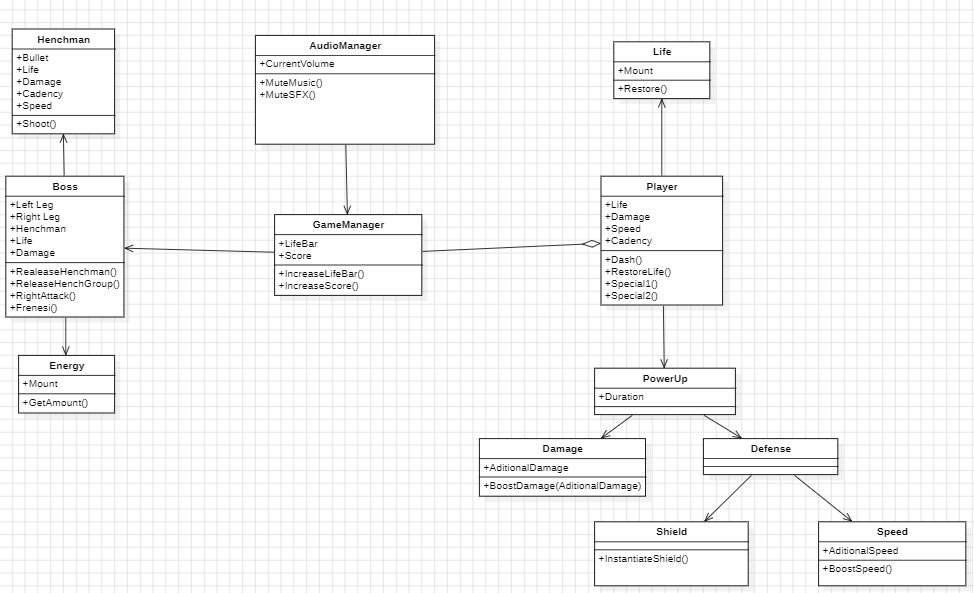 Henchman
+Bullet
+Life
+Damage
+Cadency
+Speed
+Shoot()
AudioManager
+CurrentVolume
+MuteMusic()
+MuteSFX()
Life
+Mount
+Restore()
Boss
+Left Leg
+Right Leg
+Henchman
+Life
+Damage
+RealeaseHenchman()
+ReleaseHenchGroup()
+RightAttack()
+Frenesi()
GameManager
+LifeBar
+Score
+IncreaseLifeBar()
+IncreaseScore()
Player
+Life
+Damage
+Speed
+Cadency
+Dash()
+RestoreLife()
+Special1()
+Special2()
Energy
+Mount
+GetAmount()
PowerUp
+Duration
Damage
+AditionalDamage
+BoostDamage(AditionalDamage)
Defense
Shield
+InstantiateShield()
Speed
+AditionalSpeed
+BoostSpeed()